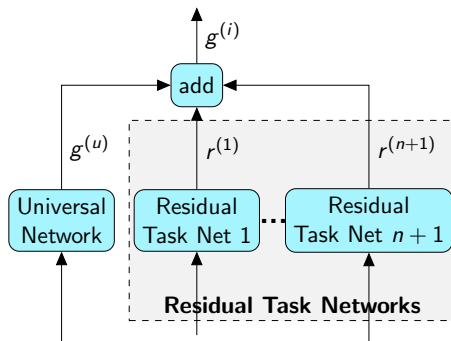 g^(i)
add
g^(u)
r^(1)
r^(n+1)
Universal
Network
Residual
Task Net 1
...
Residual
Task Net n + 1
Residual Task Networks